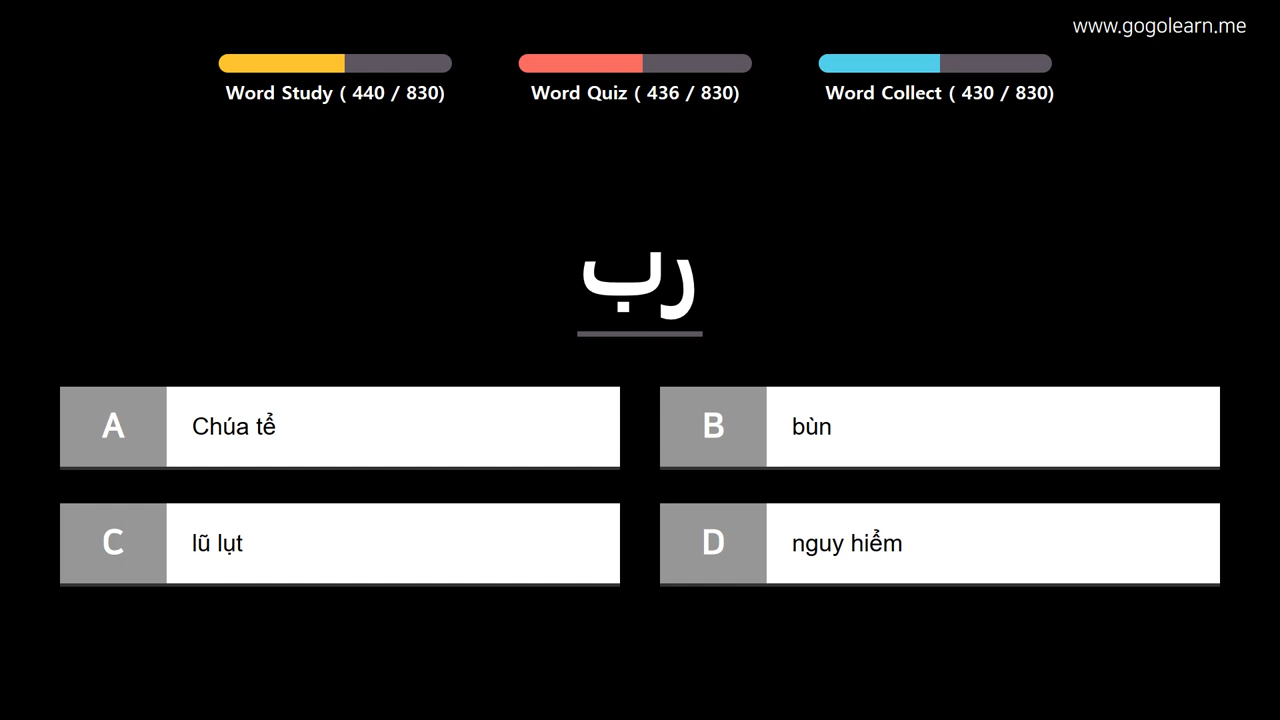 www.gogolearn.me
Word Study ( 440 / 830)
Word Quiz ( 436 / 830)
Word Collect ( 430 / 830)
رب
A Chúa tể
B bùn
C lũ lụt
D nguy hiểm